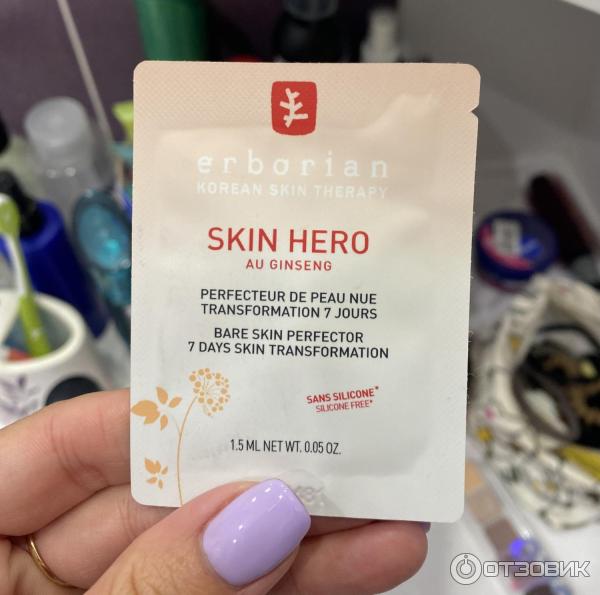 erborian
KOREAN SKIN THERAPY
SKIN HERO
AU GINSENG
PERFECTEUR DE PEAU NUE
TRANSFORMATION 7 JOURS
BARE SKIN PERFECTOR
7 DAYS SKIN TRANSFORMATION
SANS SILICONE*
SILICONE FREE*
1.5 ML NET WT. 0.05 OZ.
ОТЗОВИК